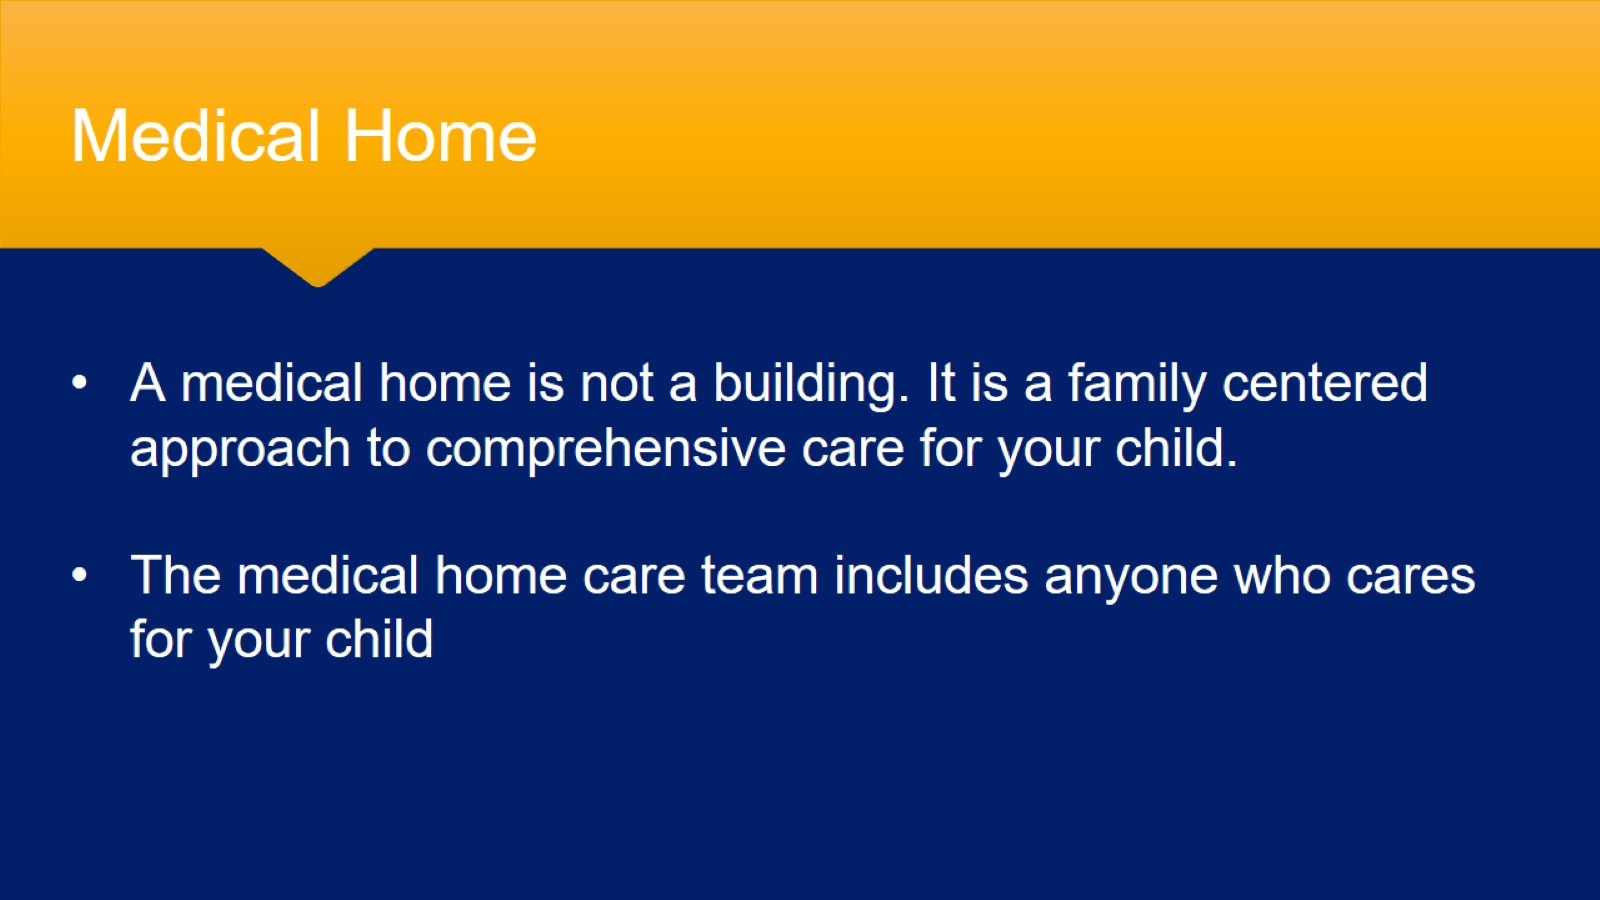 Medical Home
• A medical home is not a building. It is a family centered
approach to comprehensive care for your child.
• The medical home care team includes anyone who cares
for your child